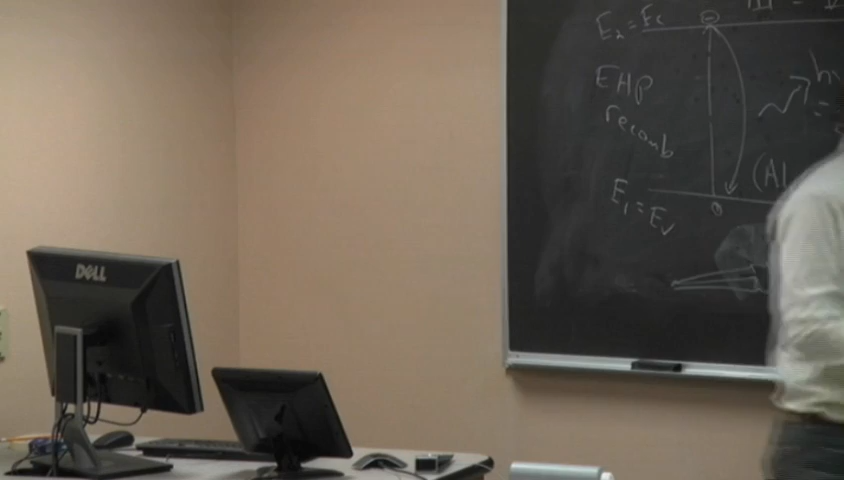 E₂ = Ec
EHP
recomb
hν
(Al
E₁ = Ev
DELL